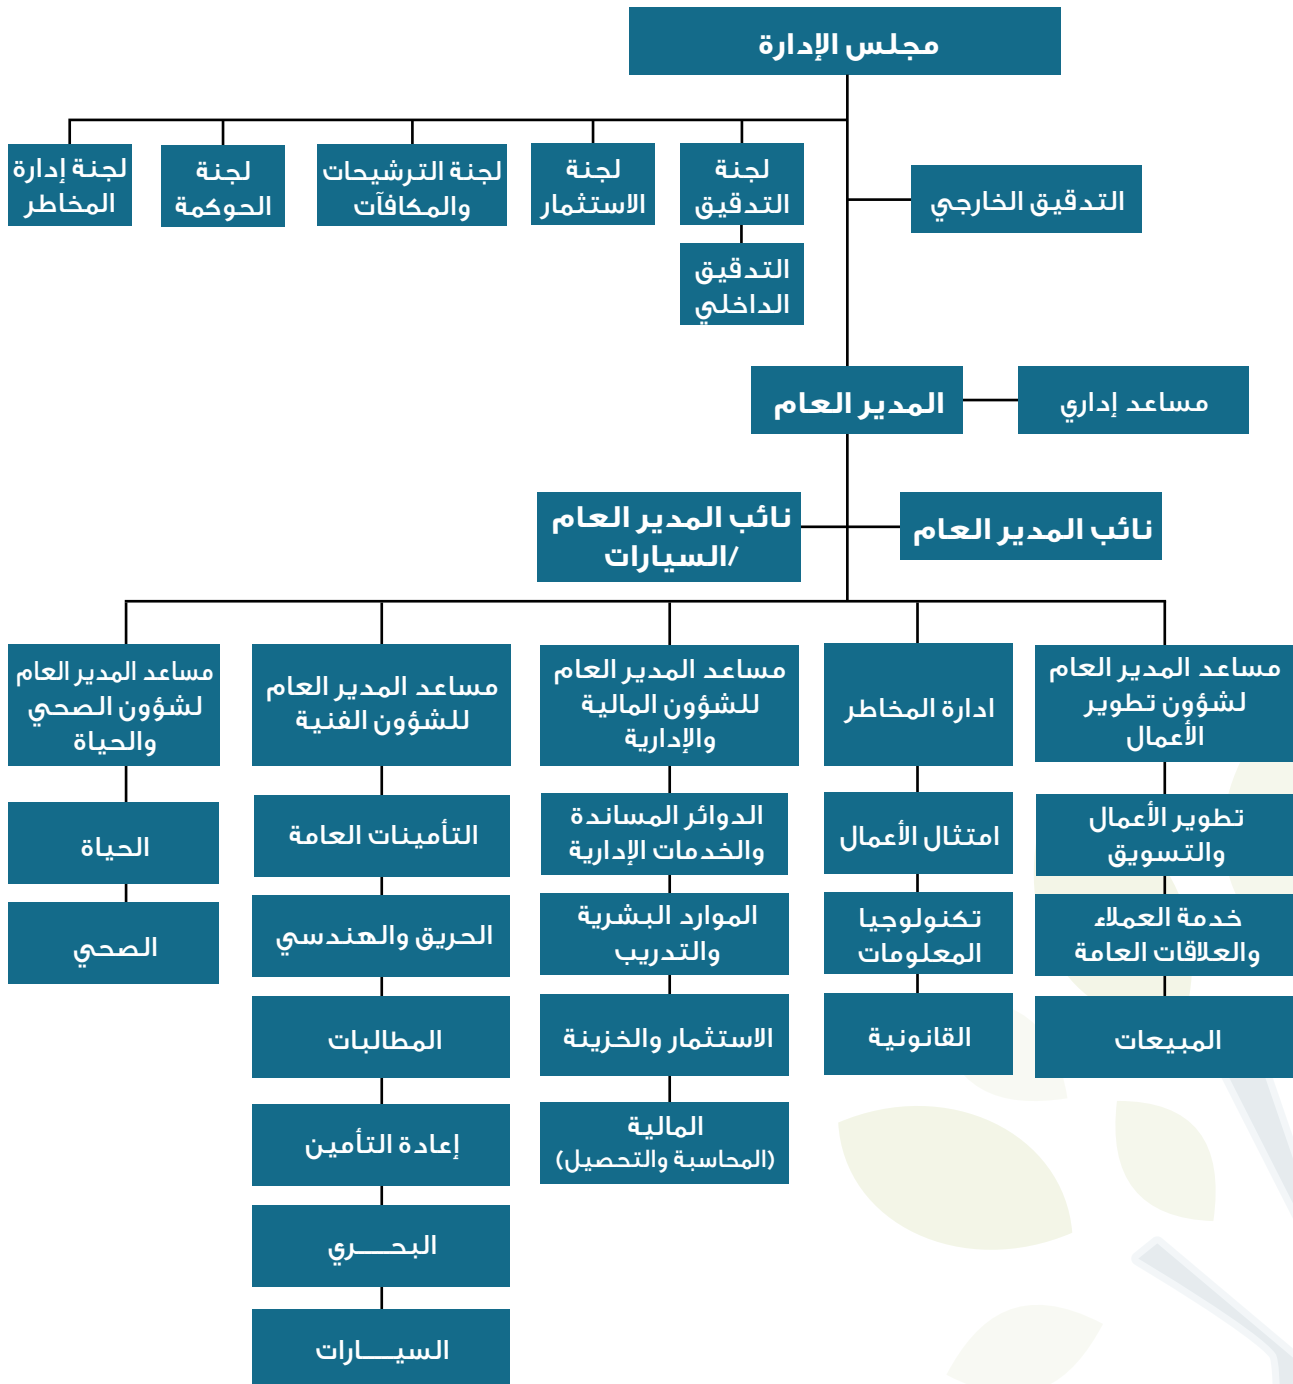 مجلس الإدارة
التدقيق الخارجي
لجنة
التدقيق
التدقيق
الداخلي
لجنة
الاستثمار
لجنة الترشيحات
والمكافآت
لجنة
الحوكمة
لجنة إدارة
المخاطر
المدير العام
مساعد إداري
نائب المدير العام
نائب المدير العام
/السيارات
مساعد المدير العام
لشؤون تطوير
الأعمال
تطوير الأعمال
والتسويق
خدمة العملاء
والعلاقات العامة
المبيعات
ادارة المخاطر
امتثال الأعمال
تكنولوجيا
المعلومات
القانونية
مساعد المدير العام
للشؤون المالية
والإدارية
الدوائر المساندة
والخدمات الإدارية
الموارد البشرية
والتدريب
الاستثمار والخزينة
المالية
(المحاسبة والتحصيل)
مساعد المدير العام
للشؤون الفنية
التأمينات العامة
الحريق والهندسي
المطالبات
إعادة التأمين
البحـــــري
السيـــــارات
مساعد المدير العام
لشؤون الصحي
والحياة
الحياة
الصحي